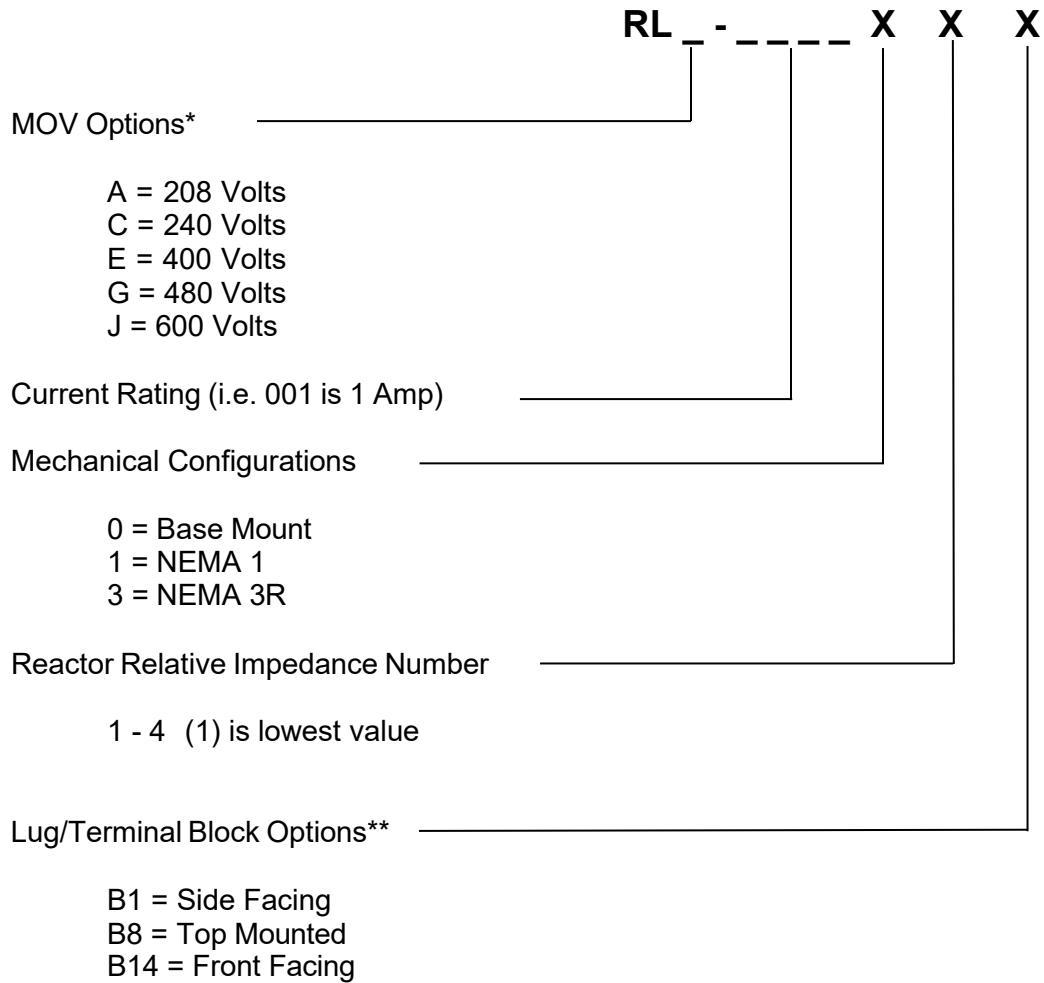 RL _ - _ _ _ _ X X X
MOV Options*
A = 208 Volts
C = 240 Volts
E = 400 Volts
G = 480 Volts
J = 600 Volts
Current Rating (i.e. 001 is 1 Amp)
Mechanical Configurations
0 = Base Mount
1 = NEMA 1
3 = NEMA 3R
Reactor Relative Impedance Number
1 - 4 (1) is lowest value
Lug/Terminal Block Options**
B1 = Side Facing
B8 = Top Mounted
B14 = Front Facing